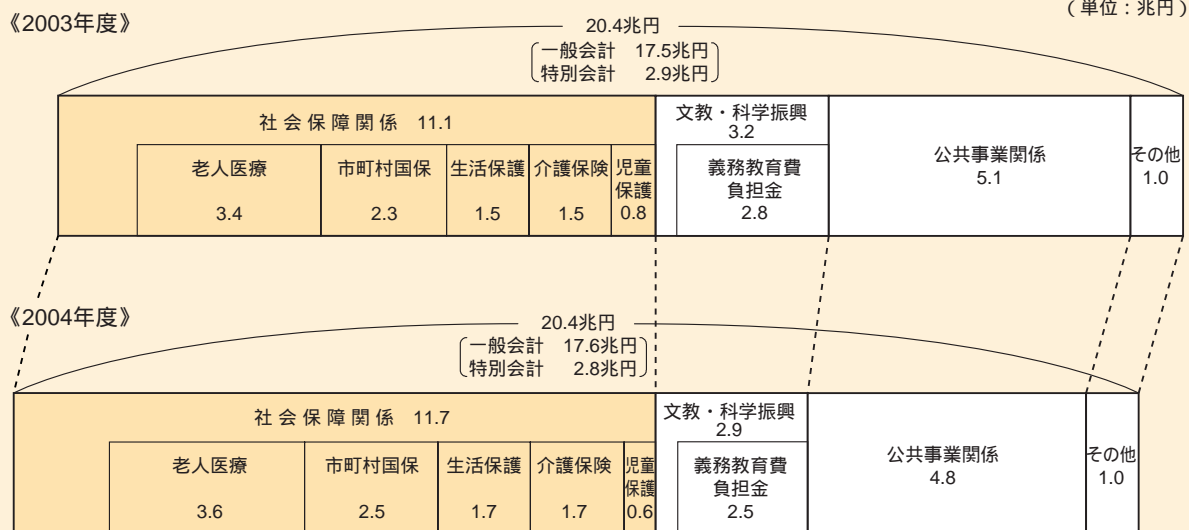 (単位:兆円)
《2003年度》
20.4兆円
一般会計 17.5兆円
特別会計 2.9兆円
社会保障関係 11.1
老人医療
3.4
市町村国保
2.3
生活保護
1.5
介護保険
1.5
児童
保護
0.8
文教・科学振興
3.2
義務教育費
負担金
2.8
公共事業関係
5.1
その他
1.0
《2004年度》
20.4兆円
一般会計 17.6兆円
特別会計 2.8兆円
社会保障関係 11.7
老人医療
3.6
市町村国保
2.5
生活保護
1.7
介護保険
1.7
児童
保護
0.6
文教・科学振興
2.9
義務教育費
負担金
2.5
公共事業関係
4.8
その他
1.0